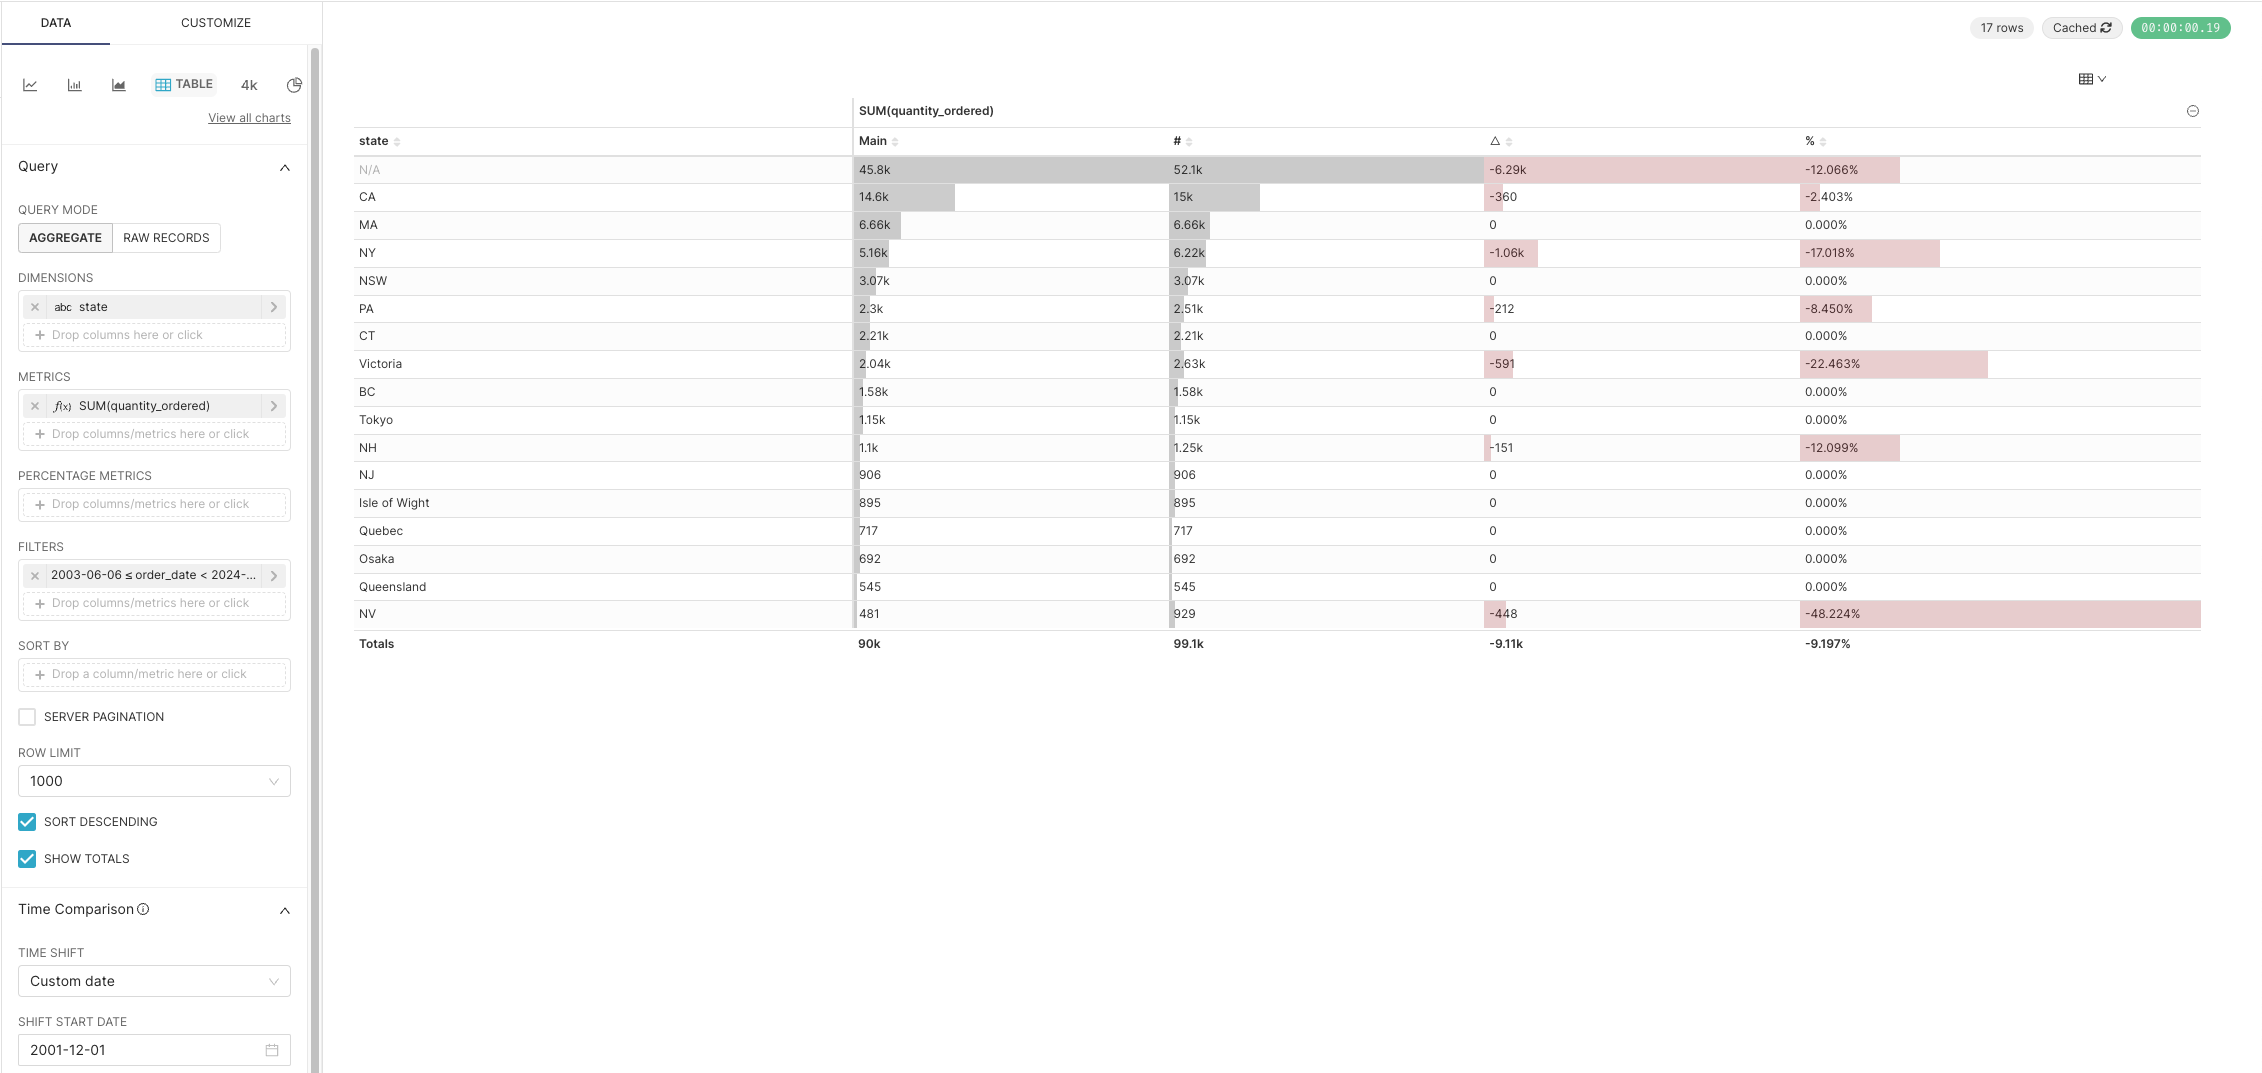 DATA
CUSTOMIZE
17 rows
Cached
00:00:00.19
TABLE
4k
View all charts
Query
QUERY MODE
AGGREGATE
RAW RECORDS
DIMENSIONS
abc state
Drop columns here or click
METRICS
f(x) SUM(quantity_ordered)
Drop columns/metrics here or click
PERCENTAGE METRICS
Drop columns/metrics here or click
FILTERS
2003-06-06 ≤ order_date < 2024-...
Drop columns/metrics here or click
SORT BY
Drop a column/metric here or click
SERVER PAGINATION
ROW LIMIT
1000
SORT DESCENDING
SHOW TOTALS
Time Comparison
TIME SHIFT
Custom date
SHIFT START DATE
2001-12-01
SUM(quantity_ordered)
state Main # △ %
N/A 45.8k 52.1k -6.29k -12.066%
CA 14.6k 15k -360 -2.403%
MA 6.66k 6.66k 0 0.000%
NY 5.16k 6.22k -1.06k -17.018%
NSW 3.07k 3.07k 0 0.000%
PA 2.3k 2.51k -212 -8.450%
CT 2.21k 2.21k 0 0.000%
Victoria 2.04k 2.63k -591 -22.463%
BC 1.58k 1.58k 0 0.000%
Tokyo 1.15k 1.15k 0 0.000%
NH 1.1k 1.25k -151 -12.099%
NJ 906 906 0 0.000%
Isle of Wight 895 895 0 0.000%
Quebec 717 717 0 0.000%
Osaka 692 692 0 0.000%
Queensland 545 545 0 0.000%
NV 481 929 -448 -48.224%
Totals 90k 99.1k -9.11k -9.197%